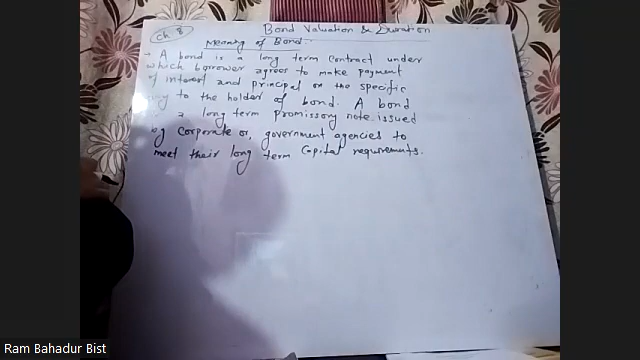 Ch 8
Bond Valuation & Duration
Meaning of Bond:-
→ A bond is a long term contract under
which borrower agrees to make payment
of interest and principal on the specific
to the holder of bond. A bond
a long term promissory note issued
by corporate or, government agencies to
meet their long term capital requirements.
Ram Bahadur Bist